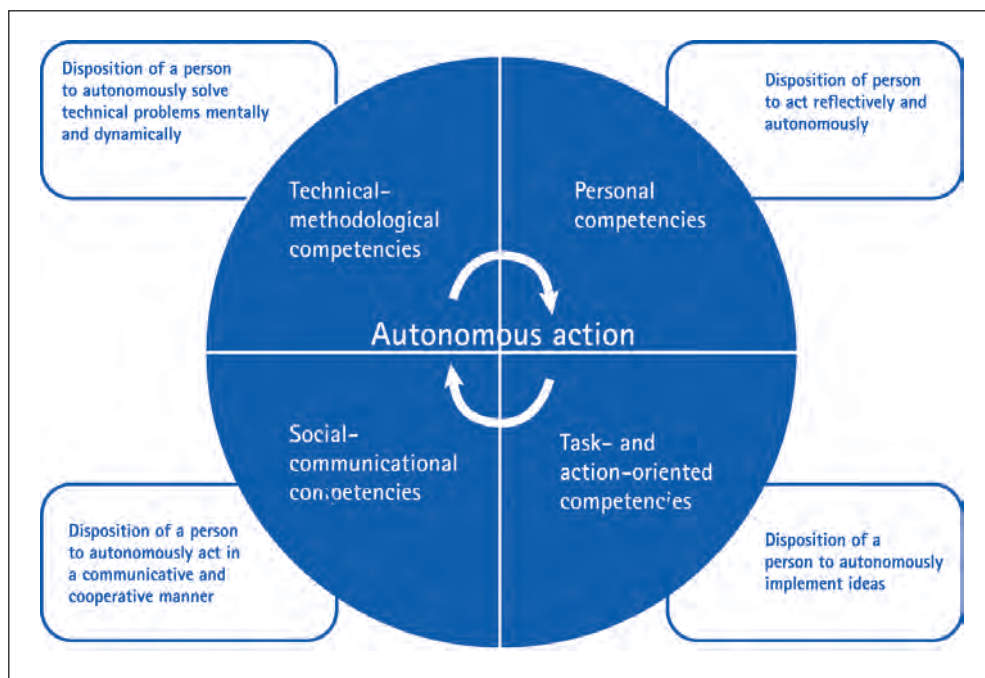 Disposition of a person
to autonomously solve
technical problems mentally
and dynamically
Disposition of person
to act reflectively and
autonomously
Technical-
methodological
competencies
Personal
competencies
Autonomous action
Social-
communicational
competencies
Task- and
action-oriented
competencies
Disposition of a person
to autonomously act in
a communicative and
cooperative manner
Disposition of a
person to autonomously
implement ideas